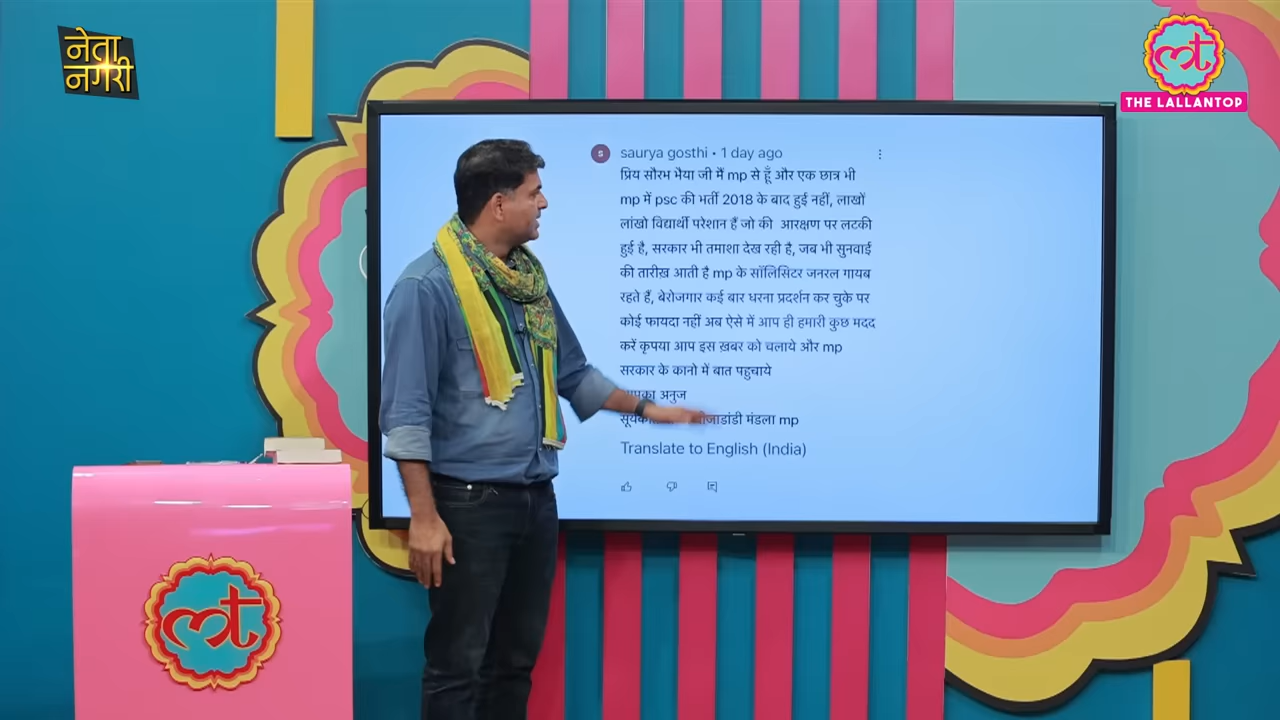 नेता
नगरी
THE LALLANTOP
saurya gosthi • 1 day ago
प्रिय सौरभ भैया जी मैं mp से हूँ और एक छात्र भी
mp में psc की भर्ती 2018 के बाद हुई नहीं, लाखों
लांखो विद्यार्थी परेशान हैं जो की आरक्षण पर लटकी
हुई है, सरकार भी तमाशा देख रही है, जब भी सुनवाई
की तारीख़ आती है mp के सॉलिसिटर जनरल गायब
रहते हैं, बेरोजगार कई बार धरना प्रदर्शन कर चुके पर
कोई फायदा नहीं अब ऐसे में आप ही हमारी कुछ मदद
करें कृपया आप इस ख़बर को चलाये और mp
सरकार के कानो में बात पहुचाये
अनुज
मंडला mp
Translate to English (India)